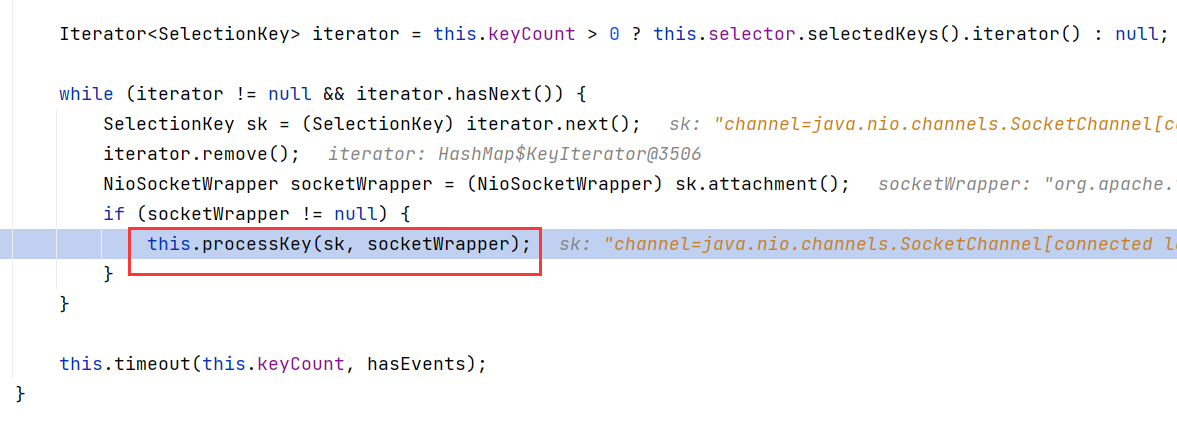 Iterator<SelectionKey> iterator = this.keyCount > 0 ? this.selector.selectedKeys().iterator() : null;
while (iterator != null && iterator.hasNext()) {
SelectionKey sk = (SelectionKey) iterator.next(); sk: "channel=java.nio.channels.SocketChannel[co
iterator.remove(); iterator: HashMap$KeyIterator@3506
NioSocketWrapper socketWrapper = (NioSocketWrapper) sk.attachment(); socketWrapper: "org.apache.
if (socketWrapper != null) {
this.processKey(sk, socketWrapper); sk: "channel=java.nio.channels.SocketChannel[connected lo
}
}
this.timeout(this.keyCount, hasEvents);
}